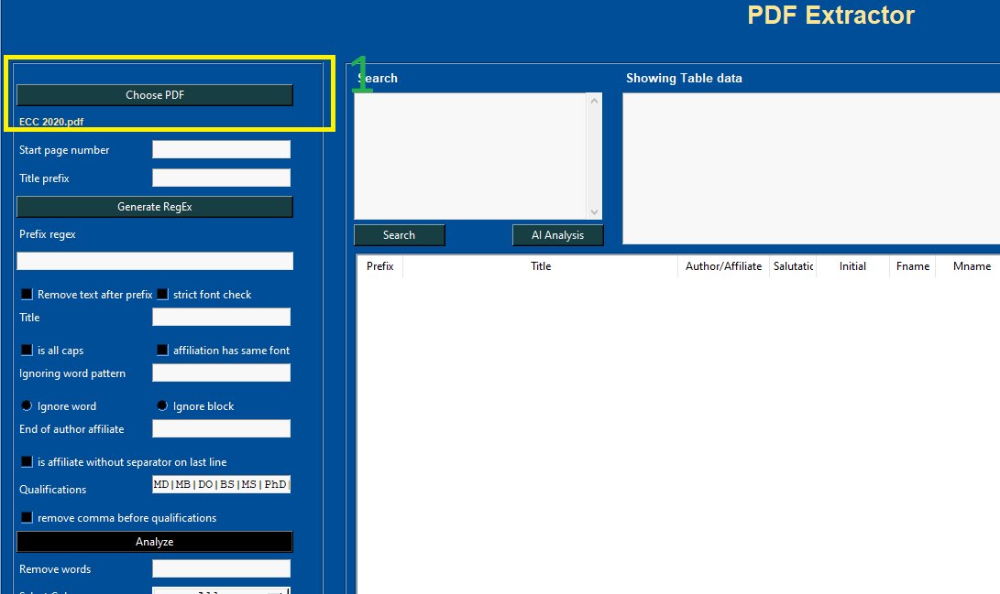 PDF Extractor
1
Choose PDF
ECC 2020.pdf
Start page number
Title prefix
Generate RegEx
Prefix regex
Remove text after prefix
strict font check
Title
is all caps
affiliation has same font
Ignoring word pattern
Ignore word
Ignore block
End of author affiliate
is affiliate without separator on last line
Qualifications
MD|MB|DO|BS|MS|PhD|
remove comma before qualifications
Analyze
Remove words
Search
Showing Table data
Search
AI Analysis
Prefix
Title
Author/Affiliate
Salutatic
Initial
Fname
Mname